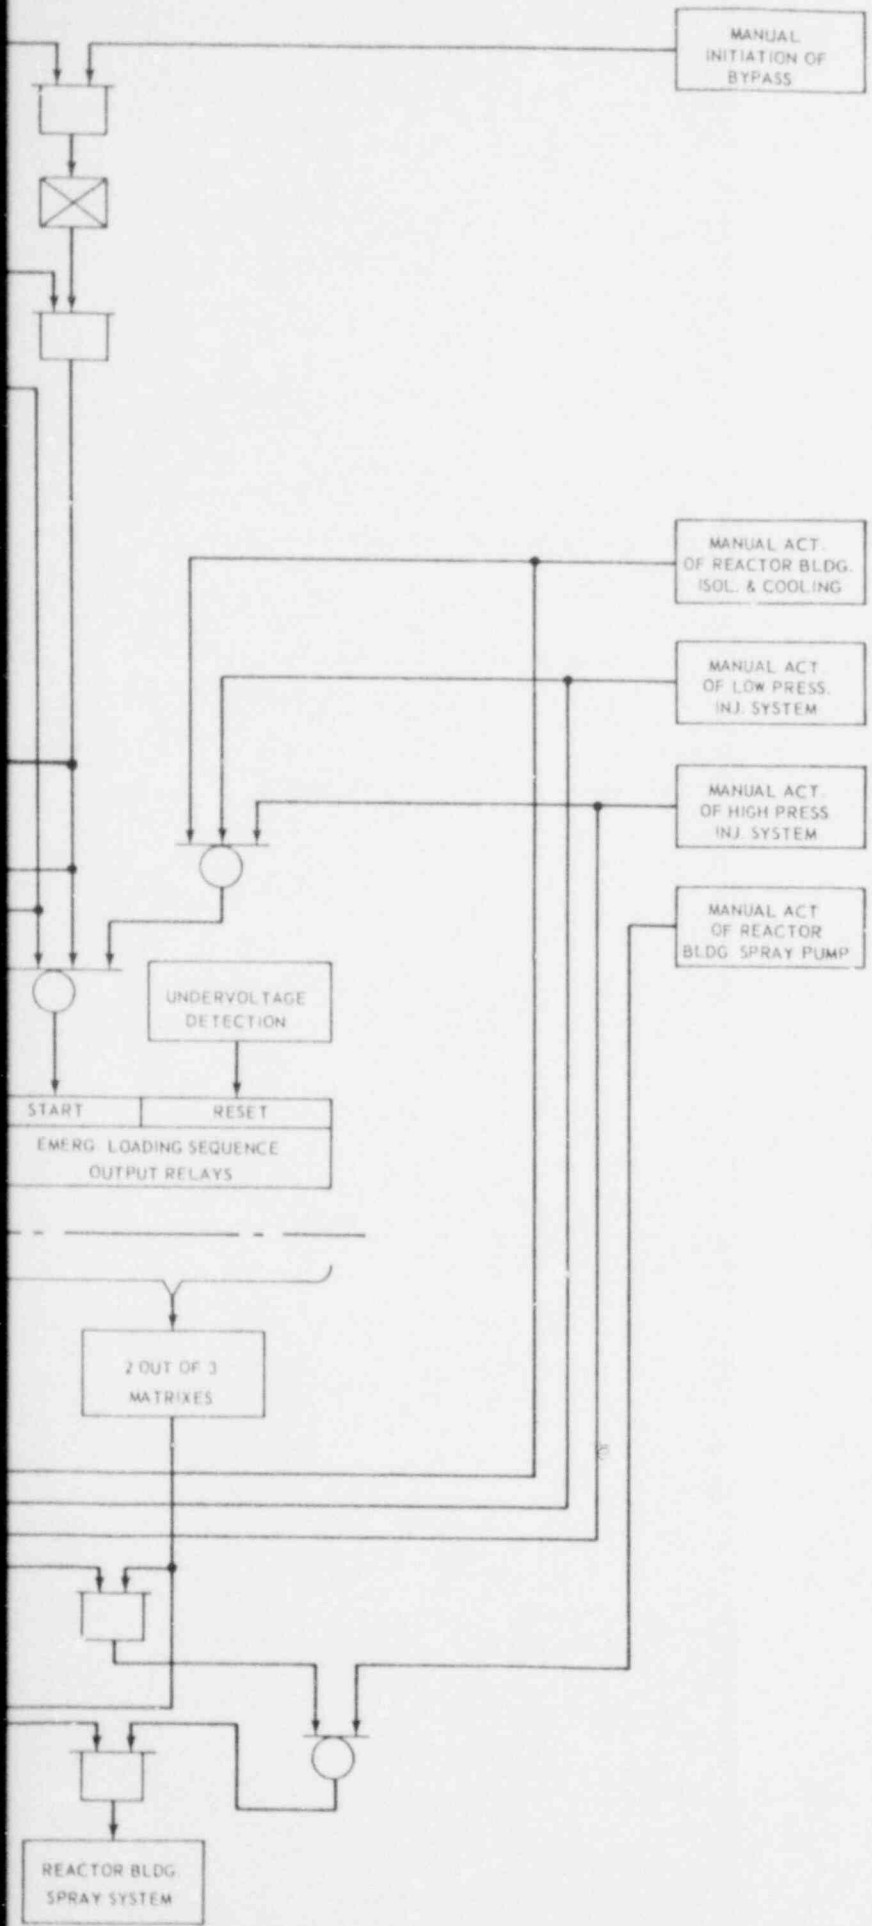 MANUAL
INITIATION OF
BYPASS
MANUAL ACT.
OF REACTOR BLDG.
ISOL. & COOLING
MANUAL ACT.
OF LOW PRESS.
INJ. SYSTEM
MANUAL ACT.
OF HIGH PRESS
INJ. SYSTEM
MANUAL ACT
OF REACTOR
BLDG. SPRAY PUMP
UNDERVOLTAGE
DETECTION
START
RESET
EMERG. LOADING SEQUENCE
OUTPUT RELAYS
2 OUT OF 3
MATRIXES
REACTOR BLDG.
SPRAY SYSTEM